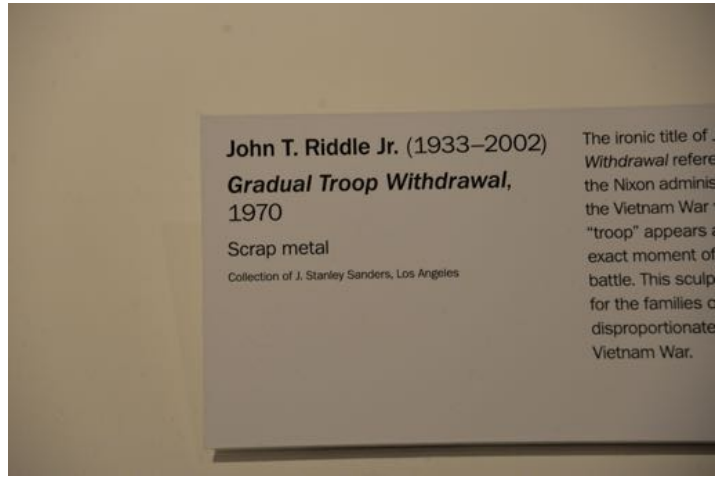 John T. Riddle Jr. (1933–2002)
Gradual Troop Withdrawal,
1970
Scrap metal
Collection of J. Stanley Sanders, Los Angeles
The ironic title of
Withdrawal
the Nixon
the Vietnam War
“troop” appears
exact moment of
battle. This
for the families
disproportionate
Vietnam War.